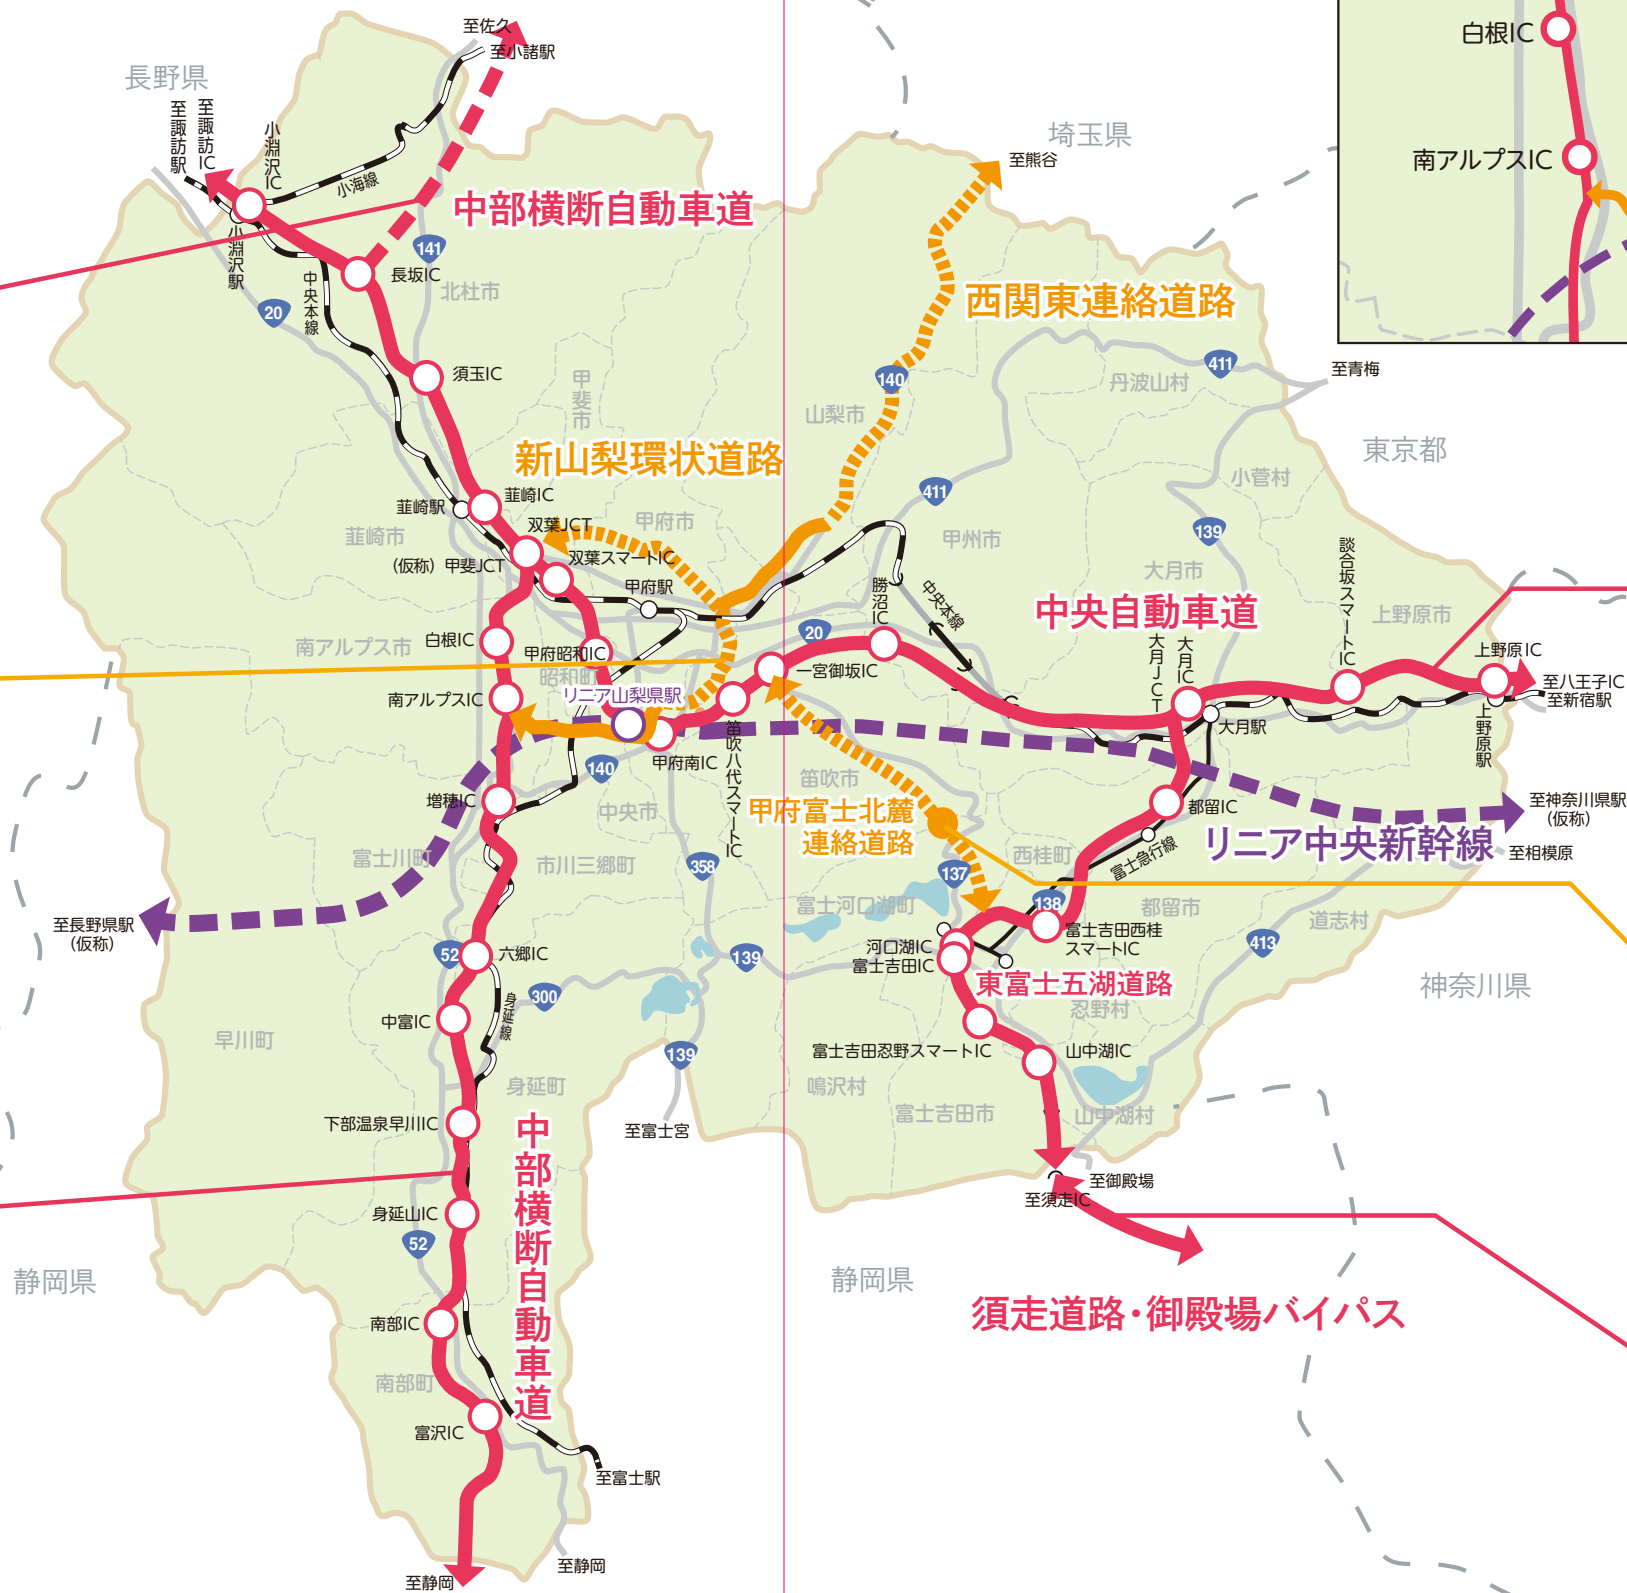 至佐久
至小諸駅
長野県
至諏訪駅
至諏訪IC
小淵沢IC
小海線
小淵沢駅
中部横断自動車道
141
長坂IC
北杜市
中央本線
20
須玉IC
甲斐市
新山梨環状道路
韮崎駅
韮崎IC
韮崎市
双葉JCT
甲府市
(仮称) 甲斐JCT
双葉スマートIC
甲府駅
白根IC
南アルプス市
甲府昭和IC
昭和町
リニア山梨県駅
南アルプスIC
甲府南IC
140
増穂IC
中央市
富士川町
市川三郷町
358
至長野県駅
(仮称)
52
六郷IC
139
300
身延線
中富IC
早川町
139
身延町
至富士宮
下部温泉早川IC
中部横断自動車道
身延山IC
52
静岡県
南部IC
南部町
富沢IC
至富士駅
至静岡
至静岡
埼玉県
至熊谷
西関東連絡道路
140
山梨市
411
丹波山村
411
至青梅
東京都
小菅村
139
甲州市
大月市
勝沼IC
中央本線
20
中央自動車道
談合坂スマートIC
上野原市
大月JCT
大月IC
上野原IC
至八王子IC
至新宿駅
上野原駅
一宮御坂IC
笛吹八代スマートIC
大月駅
笛吹市
都留IC
至神奈川県駅
(仮称)
リニア中央新幹線
至相模原
甲府富士北麓
連絡道路
西桂町
富士急行線
137
138
富士河口湖町
都留市
道志村
富士吉田西桂
スマートIC
413
河口湖IC
富士吉田IC
東富士五湖道路
神奈川県
忍野村
富士吉田忍野スマートIC
山中湖IC
鳴沢村
富士吉田市
山中湖村
至御殿場
至須走IC
静岡県
須走道路・御殿場バイパス
白根IC
南アルプスIC